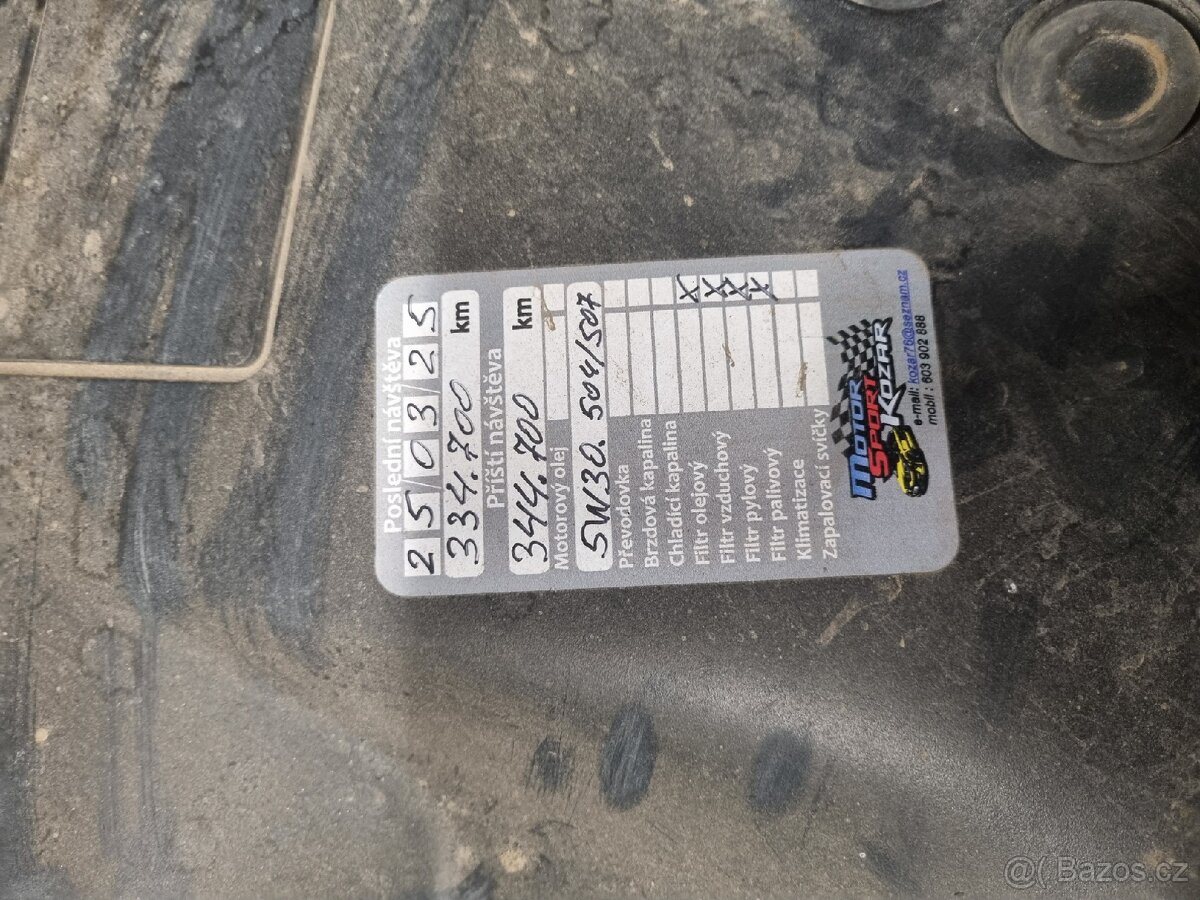 Poslední návštěva
25/03/25
334.700 km
Příští návštěva
344.700 km
Motorový olej
5W30. 504/507
Převodovka
Brzdová kapalina
Chladící kapalina
Filtr olejový X
Filtr vzduchový X
Filtr pylový X
Filtr palivový X
Klimatizace
Zapalovací svíčky
MOTOR
SPORT
KOZAR
e-mail: kozar76@seznam.cz
mobil : 603 902 888
@( Bazos.cz